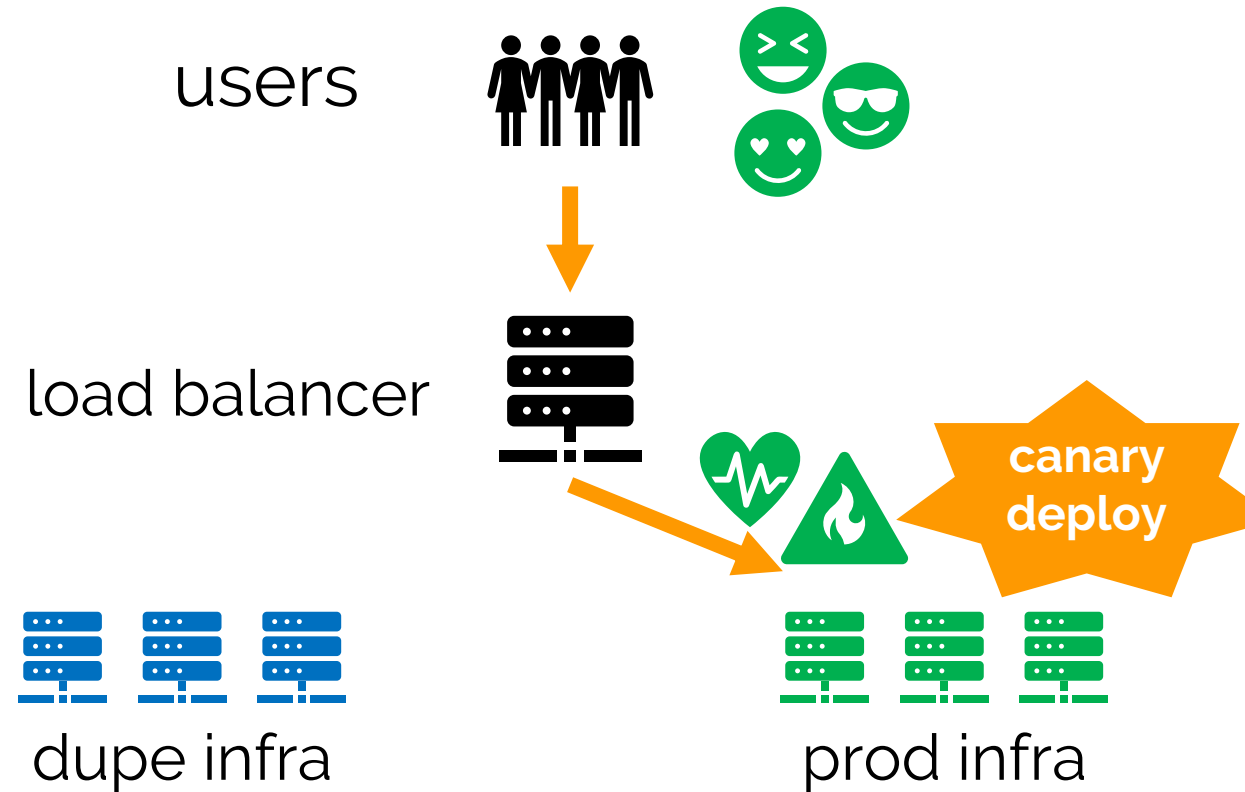 users
load balancer
canary
deploy
dupe infra
prod infra